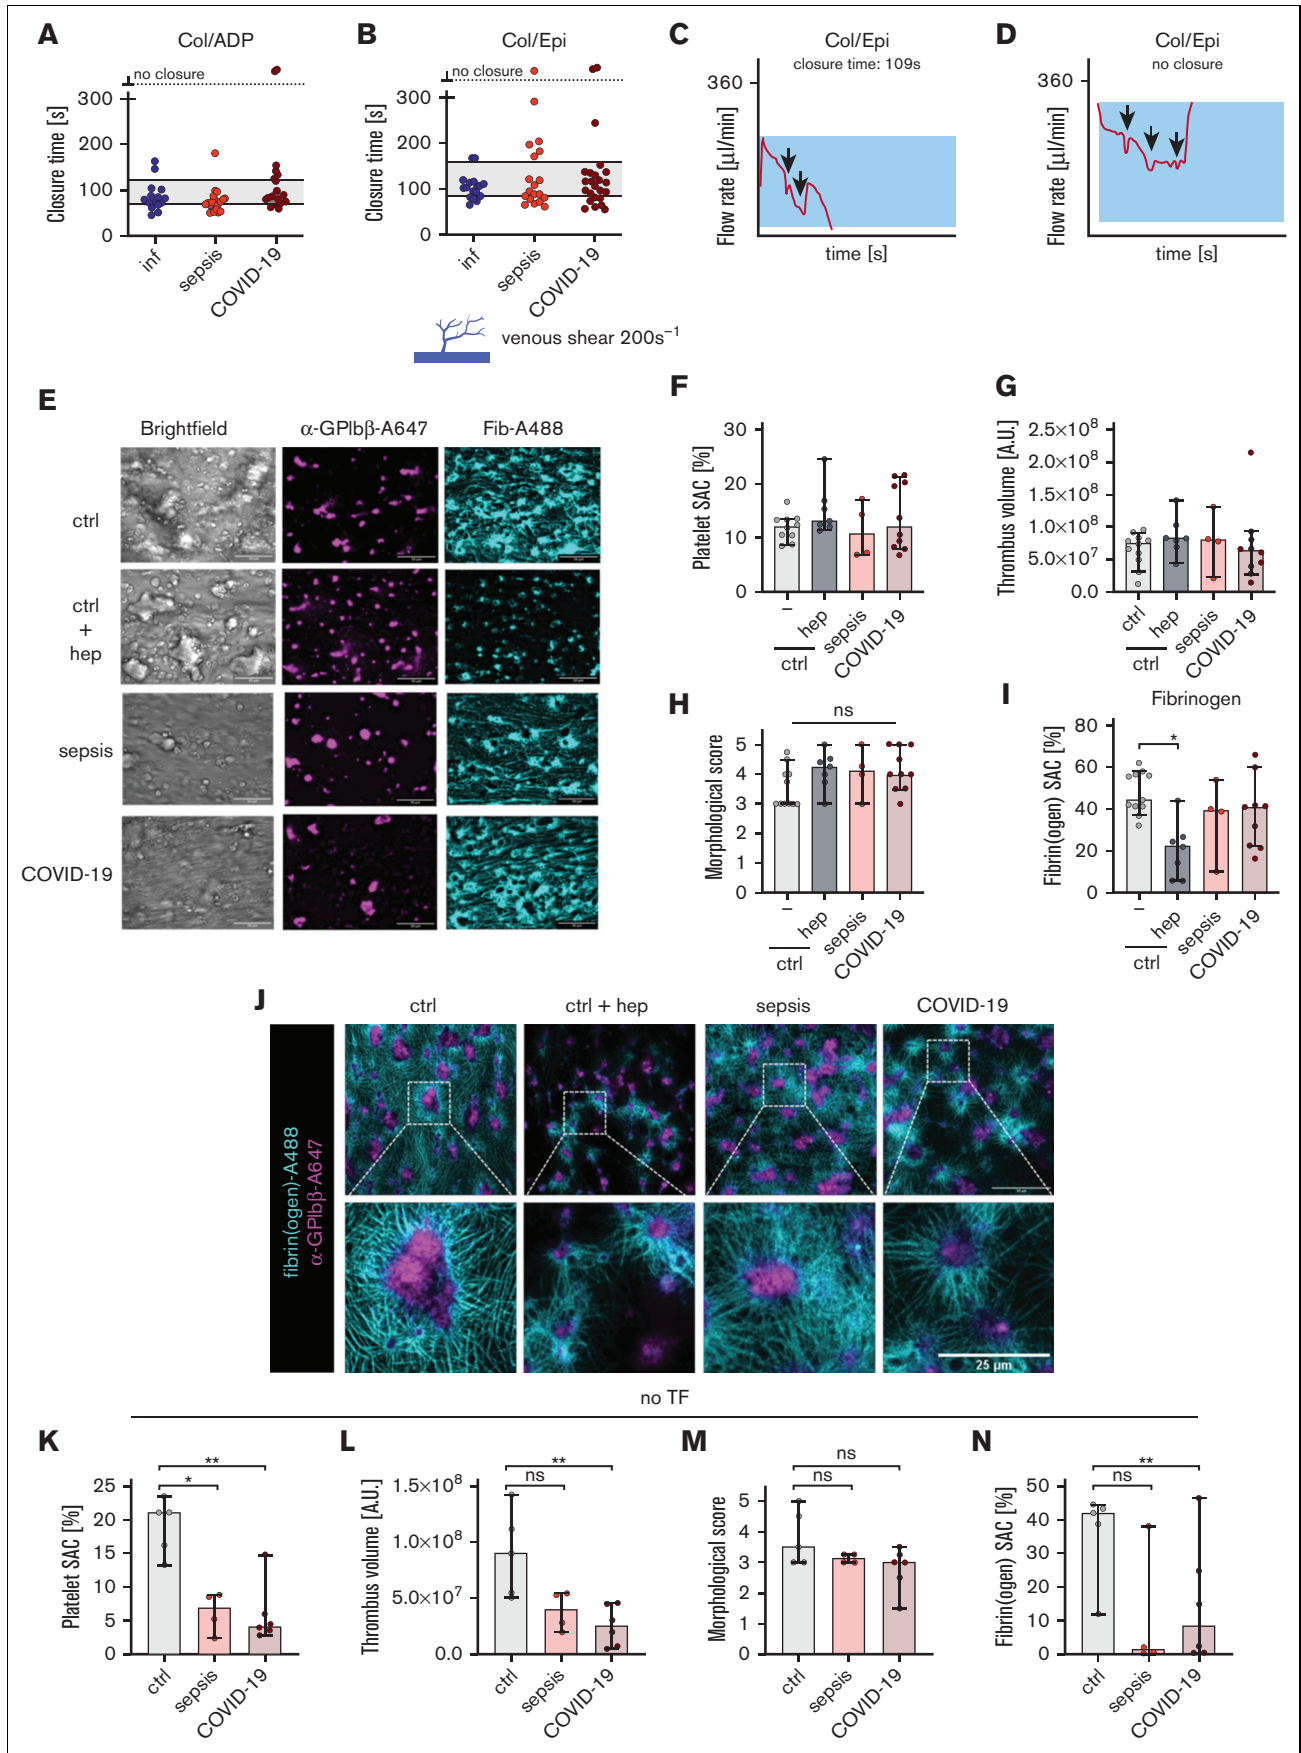 A
Col/ADP
no closure
Closure time [s]
300
200
100
0
inf
sepsis
COVID-19
B
Col/Epi
no closure
Closure time [s]
300
200
100
0
inf
sepsis
COVID-19
C
Col/Epi
closure time: 109s
Flow rate [µl/min]
360
time [s]
D
Col/Epi
no closure
Flow rate [µl/min]
360
time [s]
venous shear 200s⁻¹
E
Brightfield
α-GPIbβ-A647
Fib-A488
ctrl
ctrl
+
hep
sepsis
COVID-19
F
Platelet SAC [%]
30
20
10
0
–
hep
sepsis
COVID-19
ctrl
G
Thrombus volume [A.U.]
2.5×10⁸
2.0×10⁸
1.5×10⁸
1.0×10⁸
5.0×10⁷
0.0
ctrl
hep
sepsis
COVID-19
ctrl
H
ns
Morphological score
5
4
3
2
1
0
–
hep
sepsis
COVID-19
ctrl
I
Fibrinogen
*
Fibrin(ogen) SAC [%]
80
60
40
20
0
–
hep
sepsis
COVID-19
ctrl
J
ctrl
ctrl + hep
sepsis
COVID-19
fibrin(ogen)-A488
α-GPIbβ-A647
25 µm
no TF
K
**
*
Platelet SAC [%]
25
20
15
10
5
0
ctrl
sepsis
COVID-19
L
**
ns
Thrombus volume [A.U.]
1.5×10⁸
1.0×10⁸
5.0×10⁷
0.0
ctrl
sepsis
COVID-19
M
ns
ns
Morphological score
5
4
3
2
1
0
ctrl
sepsis
COVID-19
N
**
ns
Fibrin(ogen) SAC [%]
50
40
30
20
10
0
ctrl
sepsis
COVID-19